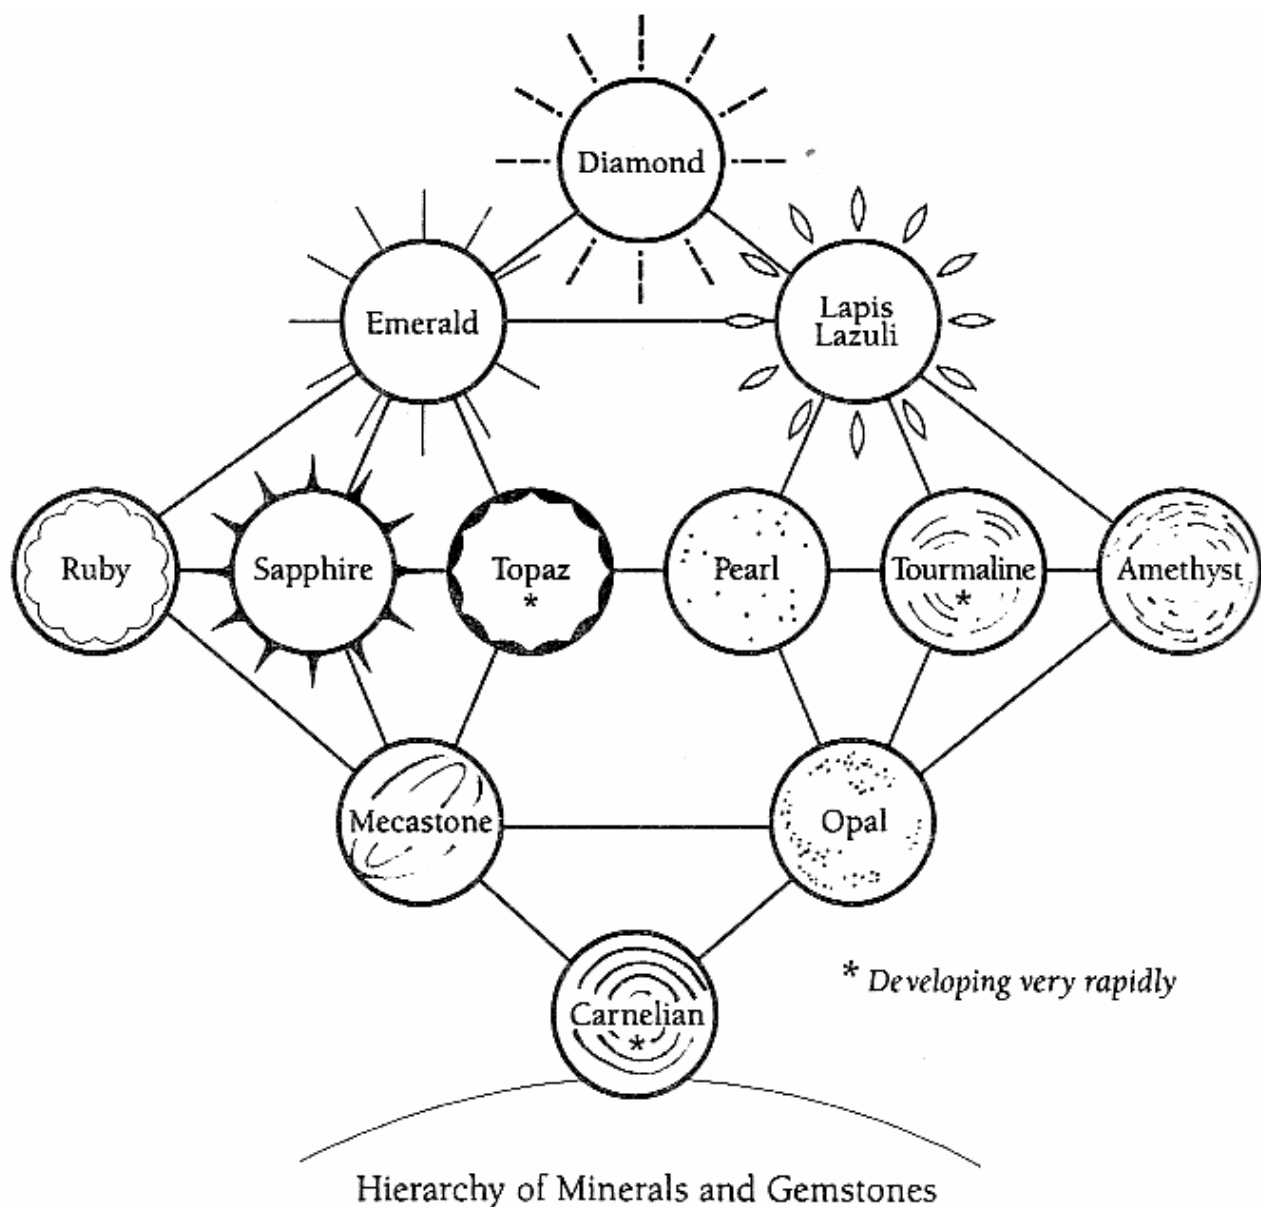 Diamond
Emerald
Lapis
Lazuli
Ruby
Sapphire
Topaz
*
Pearl
Tourmaline
*
Amethyst
Mecastone
Opal
Carnelian
*
* Developing very rapidly
Hierarchy of Minerals and Gemstones